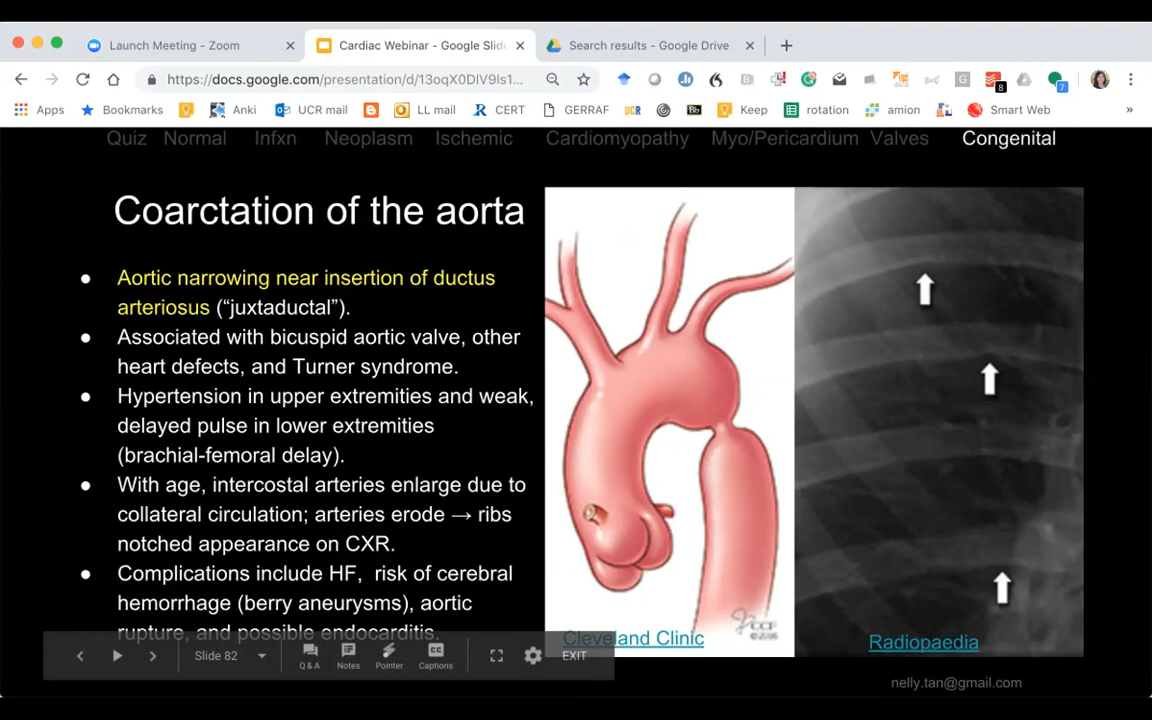 Launch Meeting - Zoom
Cardiac Webinar - Google Slide
Search results - Google Drive
https://docs.google.com/presentation/d/13oqX0DlV9Is1...
Apps Bookmarks Anki UCR mail LL mail CERT GERRAF UCR Bb Keep rotation amion Smart Web »
Quiz Normal Infxn Neoplasm Ischemic Cardiomyopathy Myo/Pericardium Valves Congenital
Coarctation of the aorta
● Aortic narrowing near insertion of ductus
arteriosus (“juxtaductal”).
● Associated with bicuspid aortic valve, other
heart defects, and Turner syndrome.
● Hypertension in upper extremities and weak,
delayed pulse in lower extremities
(brachial-femoral delay).
● With age, intercostal arteries enlarge due to
collateral circulation; arteries erode → ribs
notched appearance on CXR.
● Complications include HF, risk of cerebral
hemorrhage (berry aneurysms), aortic
rupture, and possible endocarditis.
CCF
Cleveland Clinic
Radiopaedia
Slide 82
Q & A Notes Pointer Captions
EXIT
nelly.tan@gmail.com